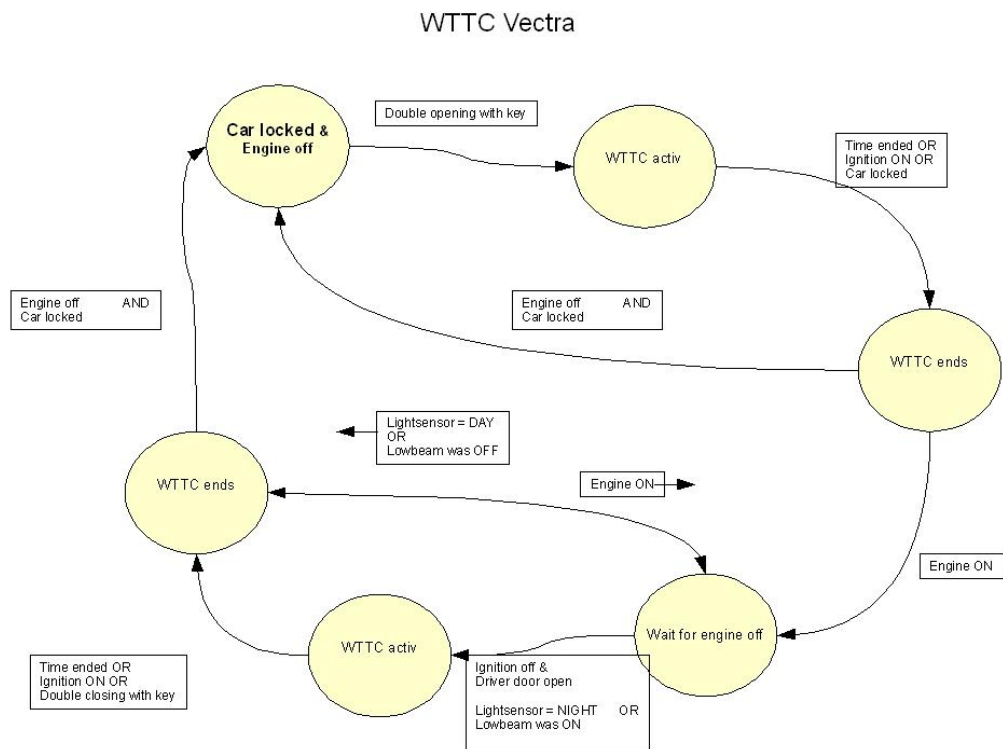 WTTC Vectra
Car locked &
Engine off
Double opening with key
WTTC activ
Time ended OR
Ignition ON OR
Car locked
Engine off AND
Car locked
Engine off AND
Car locked
WTTC ends
Lightsensor = DAY
OR
Lowbeam was OFF
WTTC ends
Engine ON
Engine ON
Wait for engine off
WTTC activ
Time ended OR
Ignition ON OR
Double closing with key
Ignition off &
Driver door open
Lightsensor = NIGHT OR
Lowbeam was ON